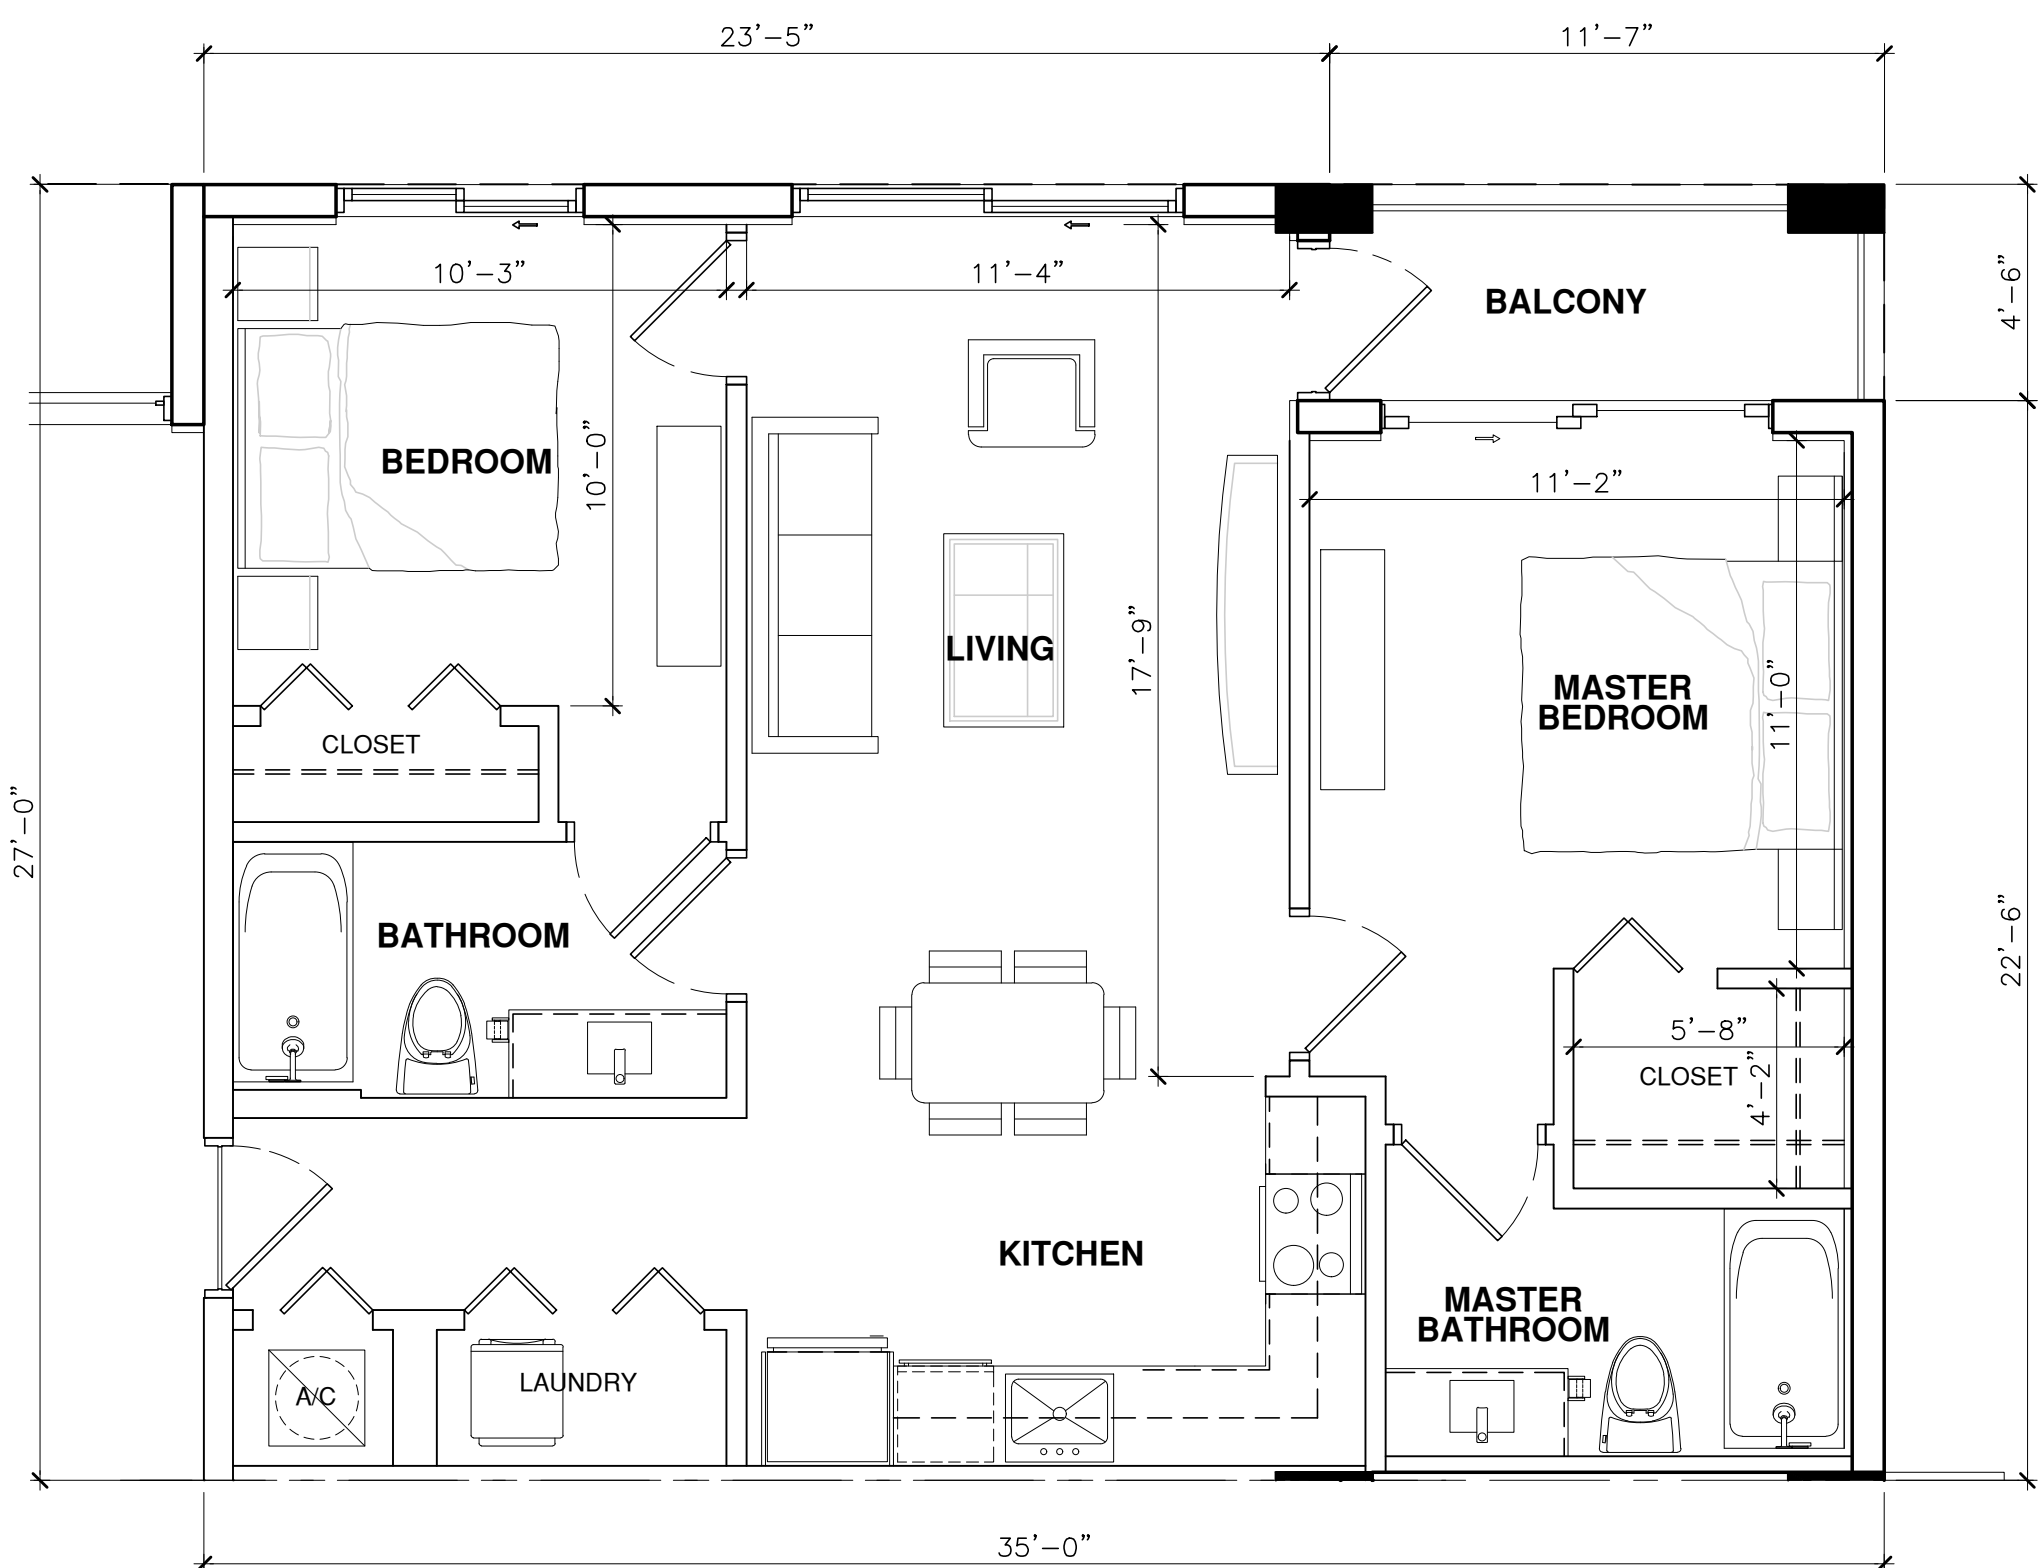 23'-5"
11'-7"
10'-3"
11'-4"
BALCONY
4'-6"
BEDROOM
10'-0"
11'-2"
LIVING
17'-9"
MASTER
BEDROOM
11'-0"
CLOSET
27'-0"
BATHROOM
22'-6"
5'-8"
CLOSET
4'-2"
KITCHEN
MASTER
BATHROOM
A/C
LAUNDRY
35'-0"